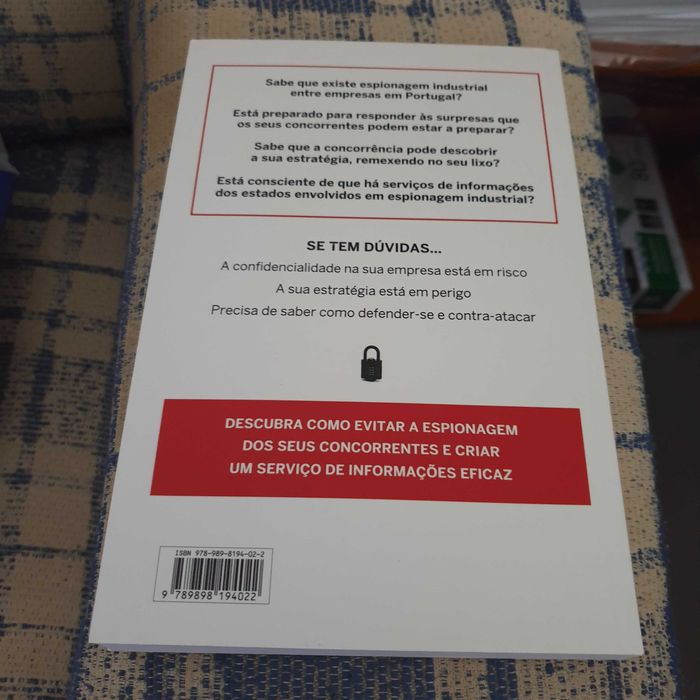 Sabe que existe espionagem industrial
entre empresas em Portugal?
Está preparado para responder às surpresas que
os seus concorrentes podem estar a preparar?
Sabe que a concorrência pode descobrir
a sua estratégia, remexendo no seu lixo?
Está consciente de que há serviços de informações
dos estados envolvidos em espionagem industrial?
SE TEM DÚVIDAS...
A confidencialidade na sua empresa está em risco
A sua estratégia está em perigo
Precisa de saber como defender-se e contra-atacar
DESCUBRA COMO EVITAR A ESPIONAGEM
DOS SEUS CONCORRENTES E CRIAR
UM SERVIÇO DE INFORMAÇÕES EFICAZ
ISBN 978-989-8194-02-2
9 789898 194022